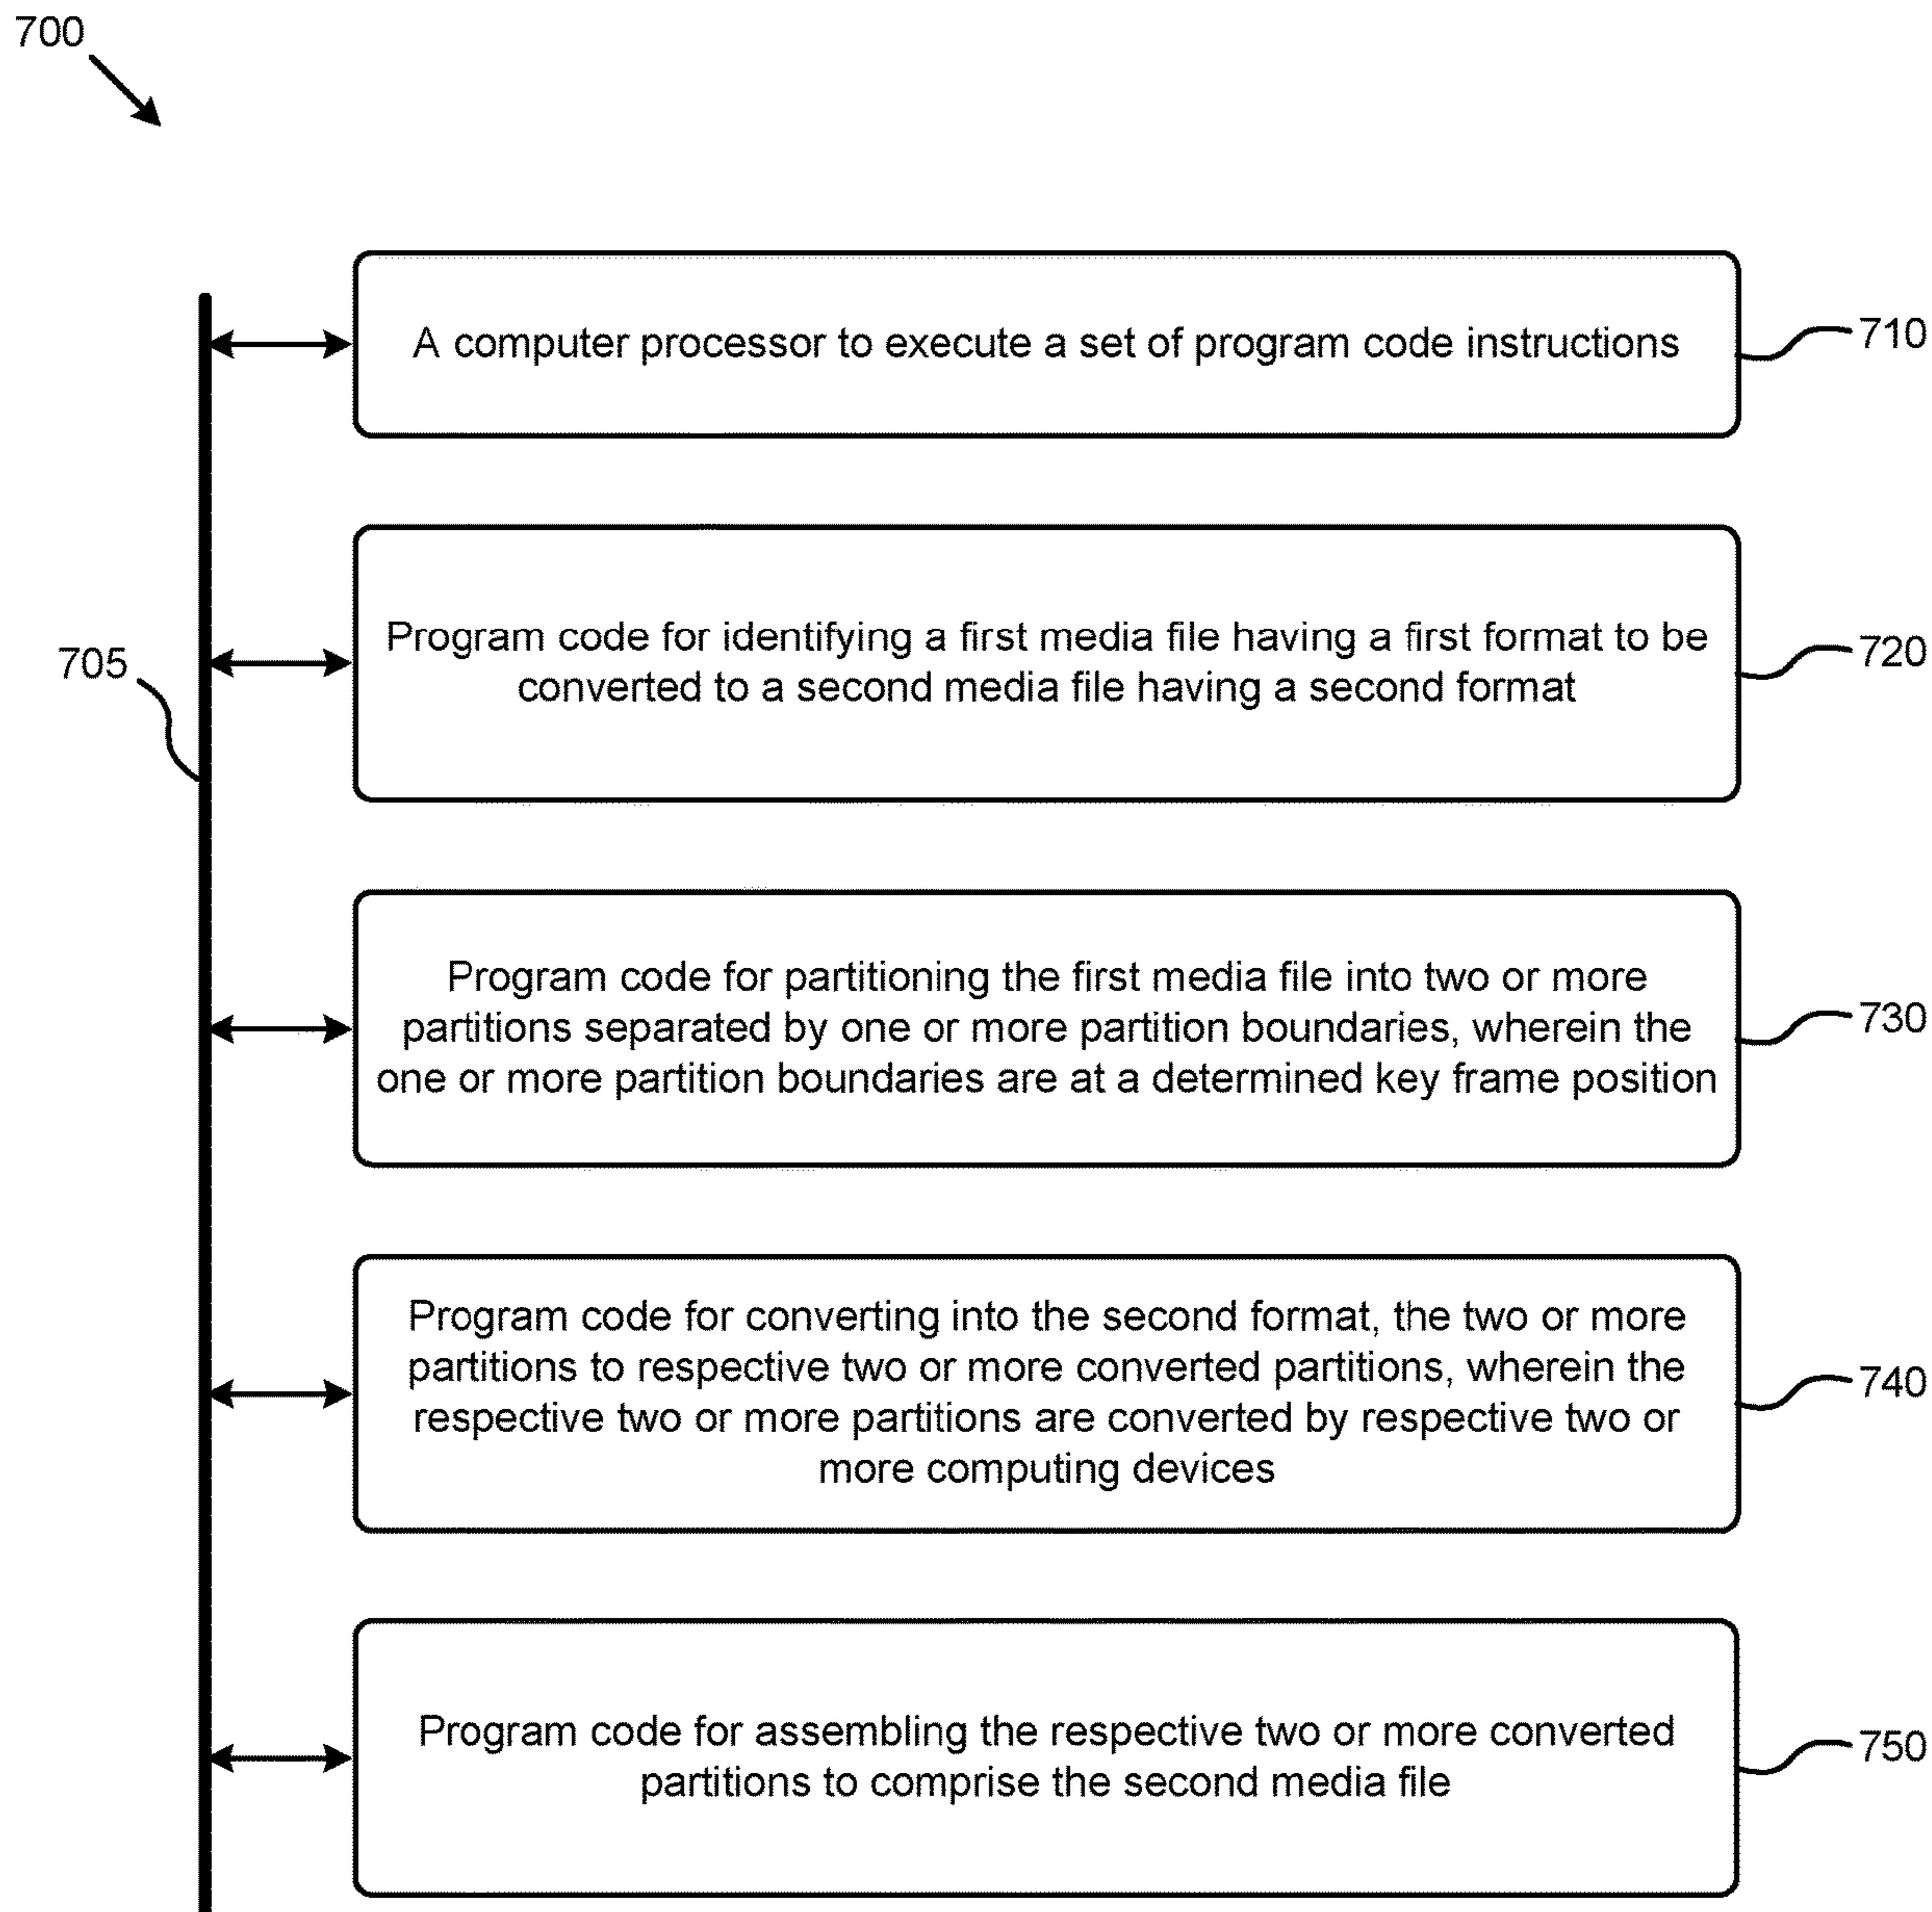 700
A computer processor to execute a set of program code instructions
710
Program code for identifying a first media file having a first format to be
converted to a second media file having a second format
720
705
Program code for partitioning the first media file into two or more
partitions separated by one or more partition boundaries, wherein the
one or more partition boundaries are at a determined key frame position
730
Program code for converting into the second format, the two or more
partitions to respective two or more converted partitions, wherein the
respective two or more partitions are converted by respective two or
more computing devices
740
Program code for assembling the respective two or more converted
partitions to comprise the second media file
750